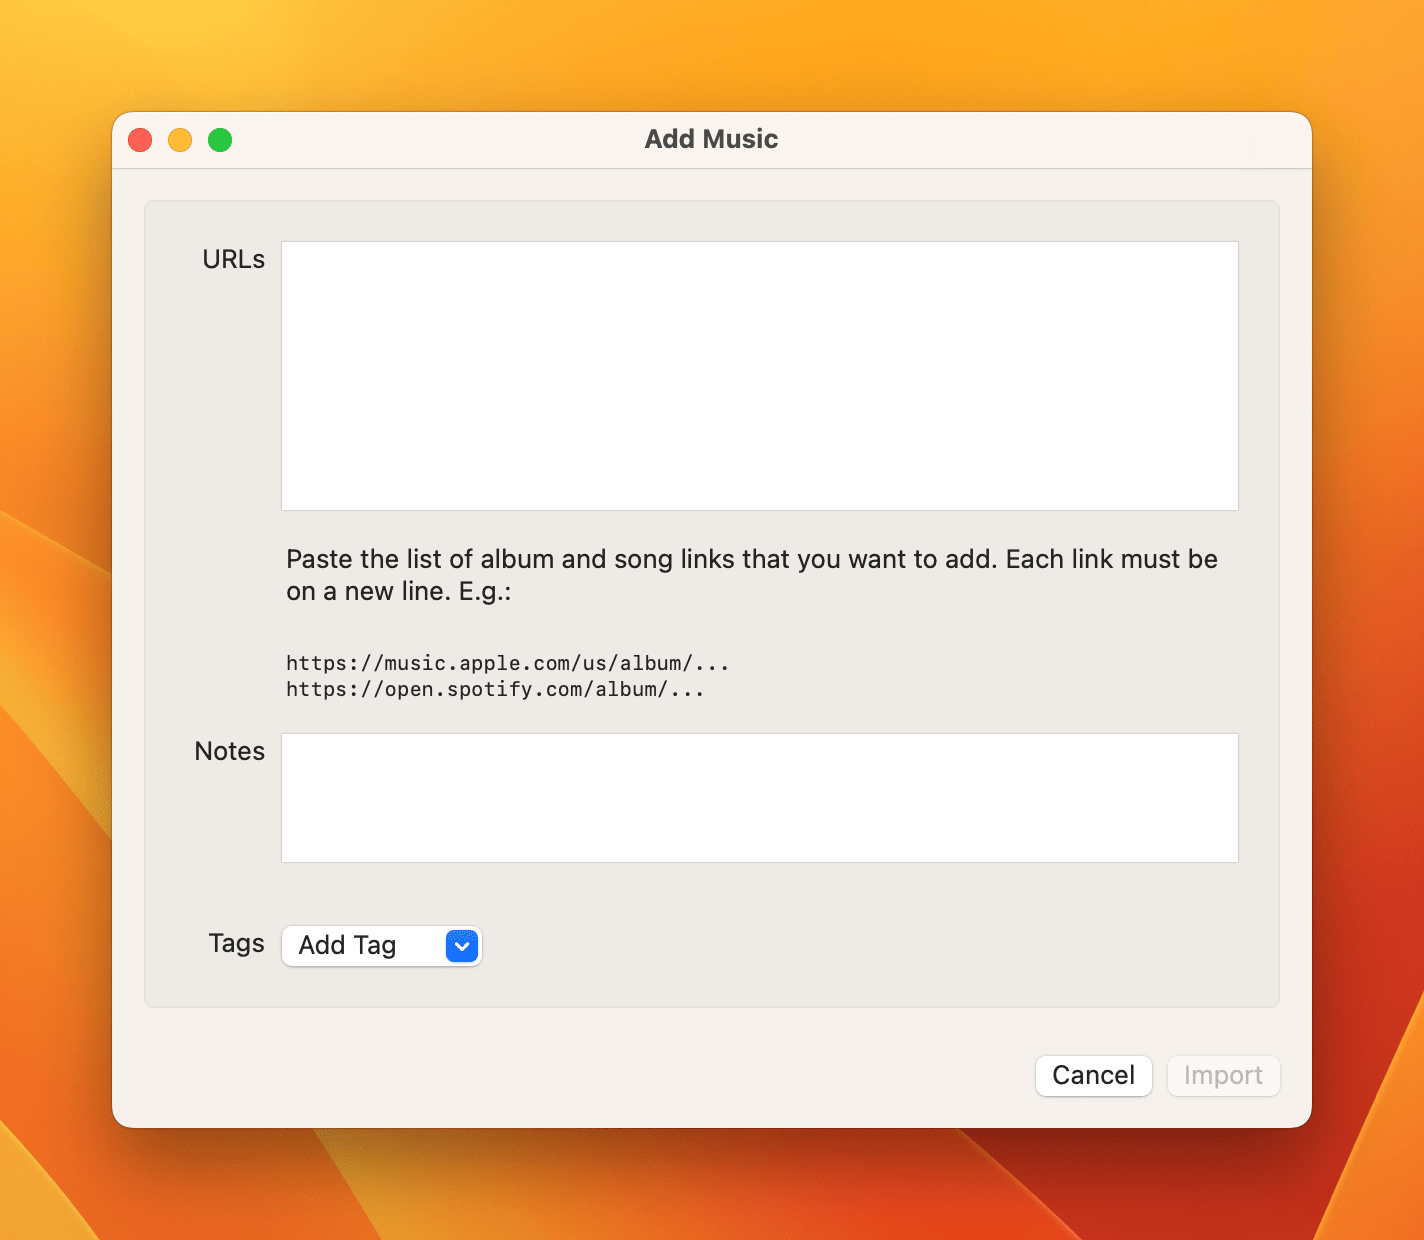 Add Music
URLs
Paste the list of album and song links that you want to add. Each link must be
on a new line. E.g.:
https://music.apple.com/us/album/...
https://open.spotify.com/album/...
Notes
Tags
Add Tag
Cancel
Import